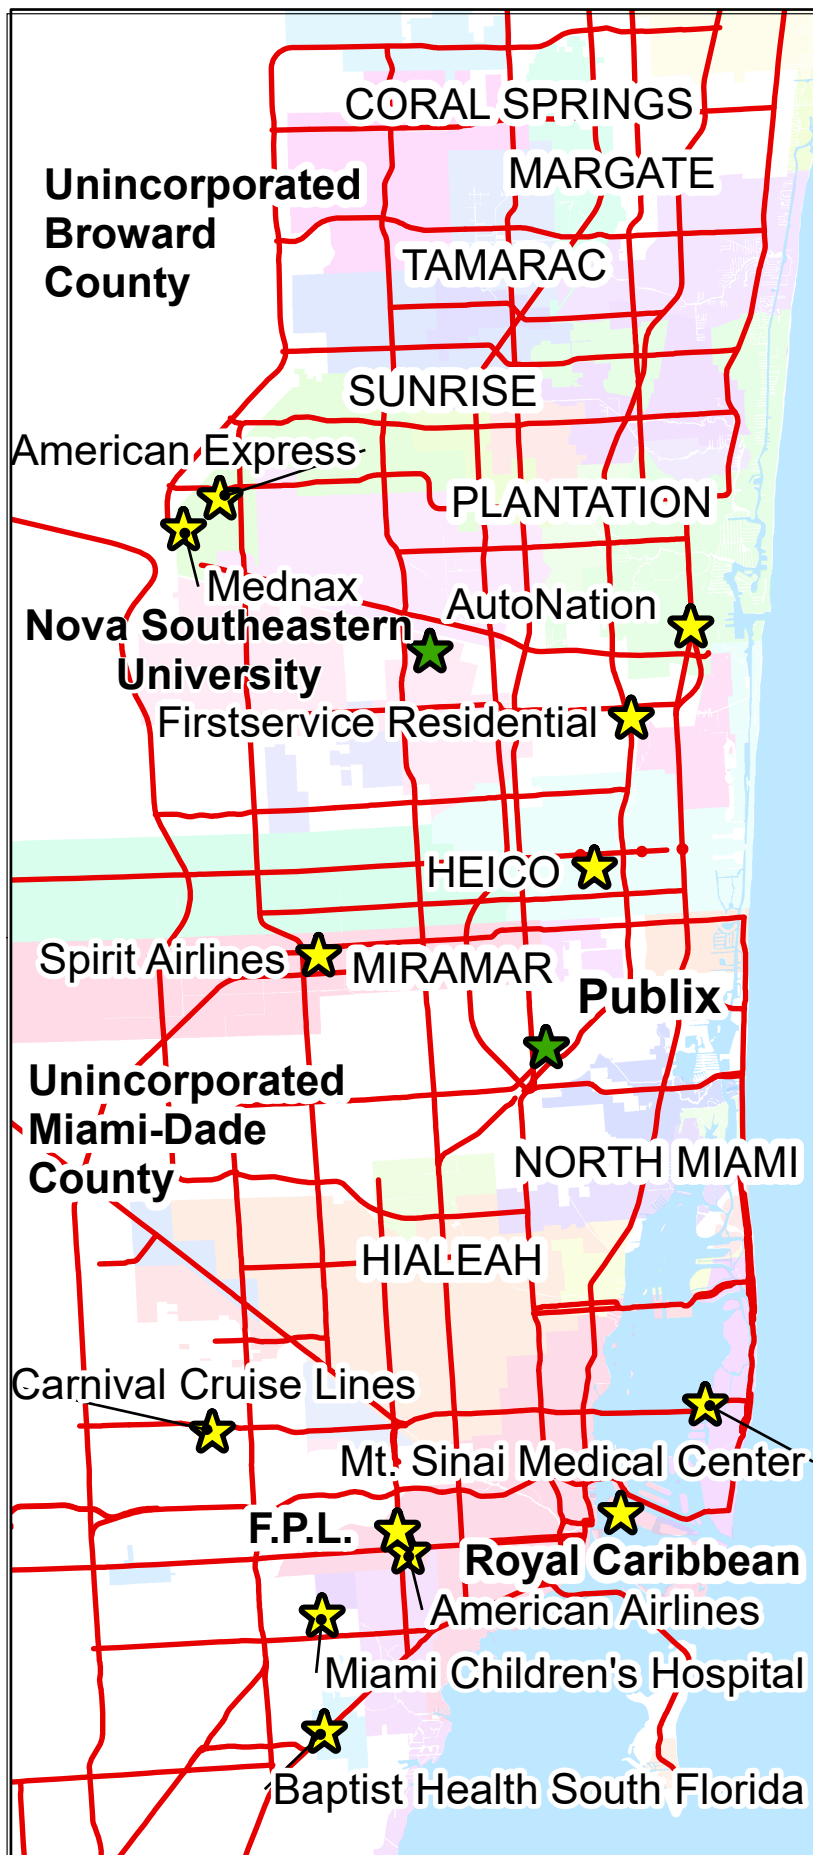 CORAL SPRINGS
MARGATE
Unincorporated
Broward
County
TAMARAC
SUNRISE
American Express
PLANTATION
Mednax
AutoNation
Nova Southeastern
University
Firstservice Residential
HEICO
Spirit Airlines
MIRAMAR
Publix
Unincorporated
Miami-Dade
County
NORTH MIAMI
HIALEAH
Carnival Cruise Lines
Mt. Sinai Medical Center
F.P.L.
Royal Caribbean
American Airlines
Miami Children's Hospital
Baptist Health South Florida